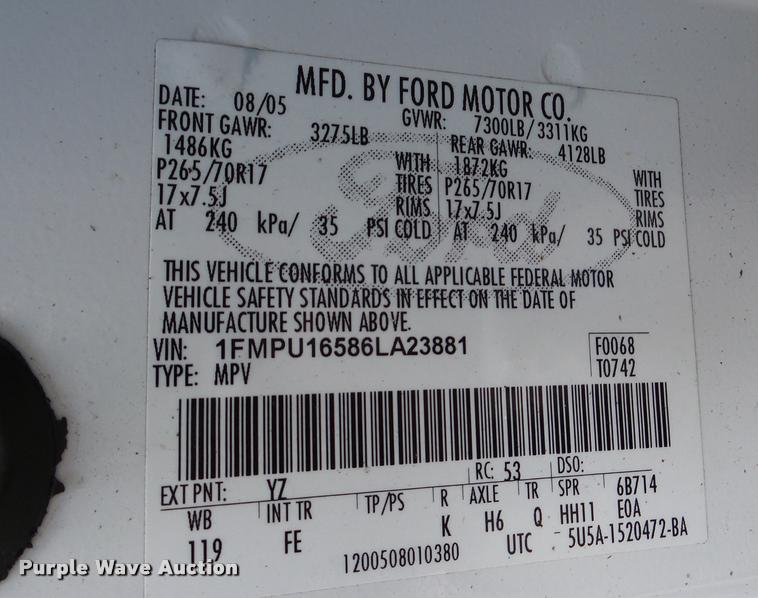 MFD. BY FORD MOTOR CO.
DATE: 08/05 GVWR: 7300LB/3311KG
FRONT GAWR: 3275LB REAR GAWR: 4128LB
1486KG WITH 1872KG WITH
P265/70R17 TIRES P265/70R17 TIRES
17x7.5J RIMS 17x7.5J RIMS
AT 240 kPa/ 35 PSI COLD AT 240 kPa/ 35 PSI COLD
Ford
THIS VEHICLE CONFORMS TO ALL APPLICABLE FEDERAL MOTOR
VEHICLE SAFETY STANDARDS IN EFFECT ON THE DATE OF
MANUFACTURE SHOWN ABOVE.
VIN: 1FMPU16586LA23881 F0068
TYPE: MPV T0742
EXT PNT: YZ RC: 53 DSO:
WB INT TR TP/PS R AXLE TR SPR 6B714
119 FE K H6 Q HH11 E0A
1200508010380 UTC 5U5A-1520472-BA
Purple Wave Auction